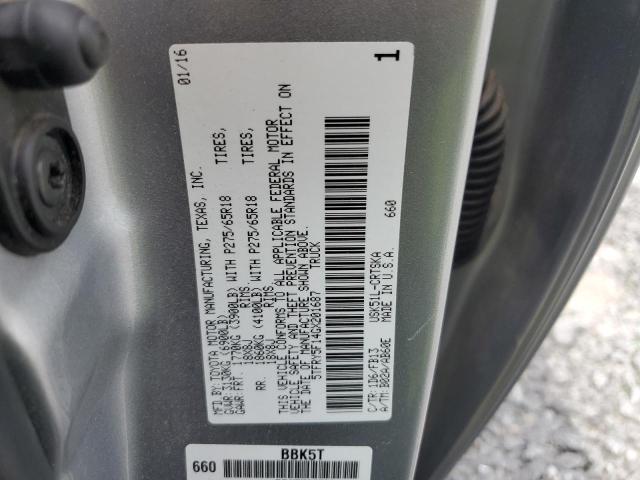 01/16
1
MFD.BY:TOYOTA MOTOR MANUFACTURING, TEXAS, INC.
GVWR 3130KG (6900LB)
GAWR:FRT. 1770KG (3900LB) WITH P275/65R18 TIRES,
18X8J RIMS
RR. 1860KG (4100LB) WITH P275/65R18 TIRES,
18X8J RIMS
THIS VEHICLE CONFORMS TO ALL APPLICABLE FEDERAL MOTOR
VEHICLE SAFETY AND THEFT PREVENTION STANDARDS IN EFFECT ON
THE DATE OF MANUFACTURE SHOWN ABOVE.
5TFRY5F14GX201687 TRUCK
C/TR:1D6/FB13 USK51L-CRTSKA 660
A/TM:B02A/AB60E MADE IN U.S.A.
BBK5T
660